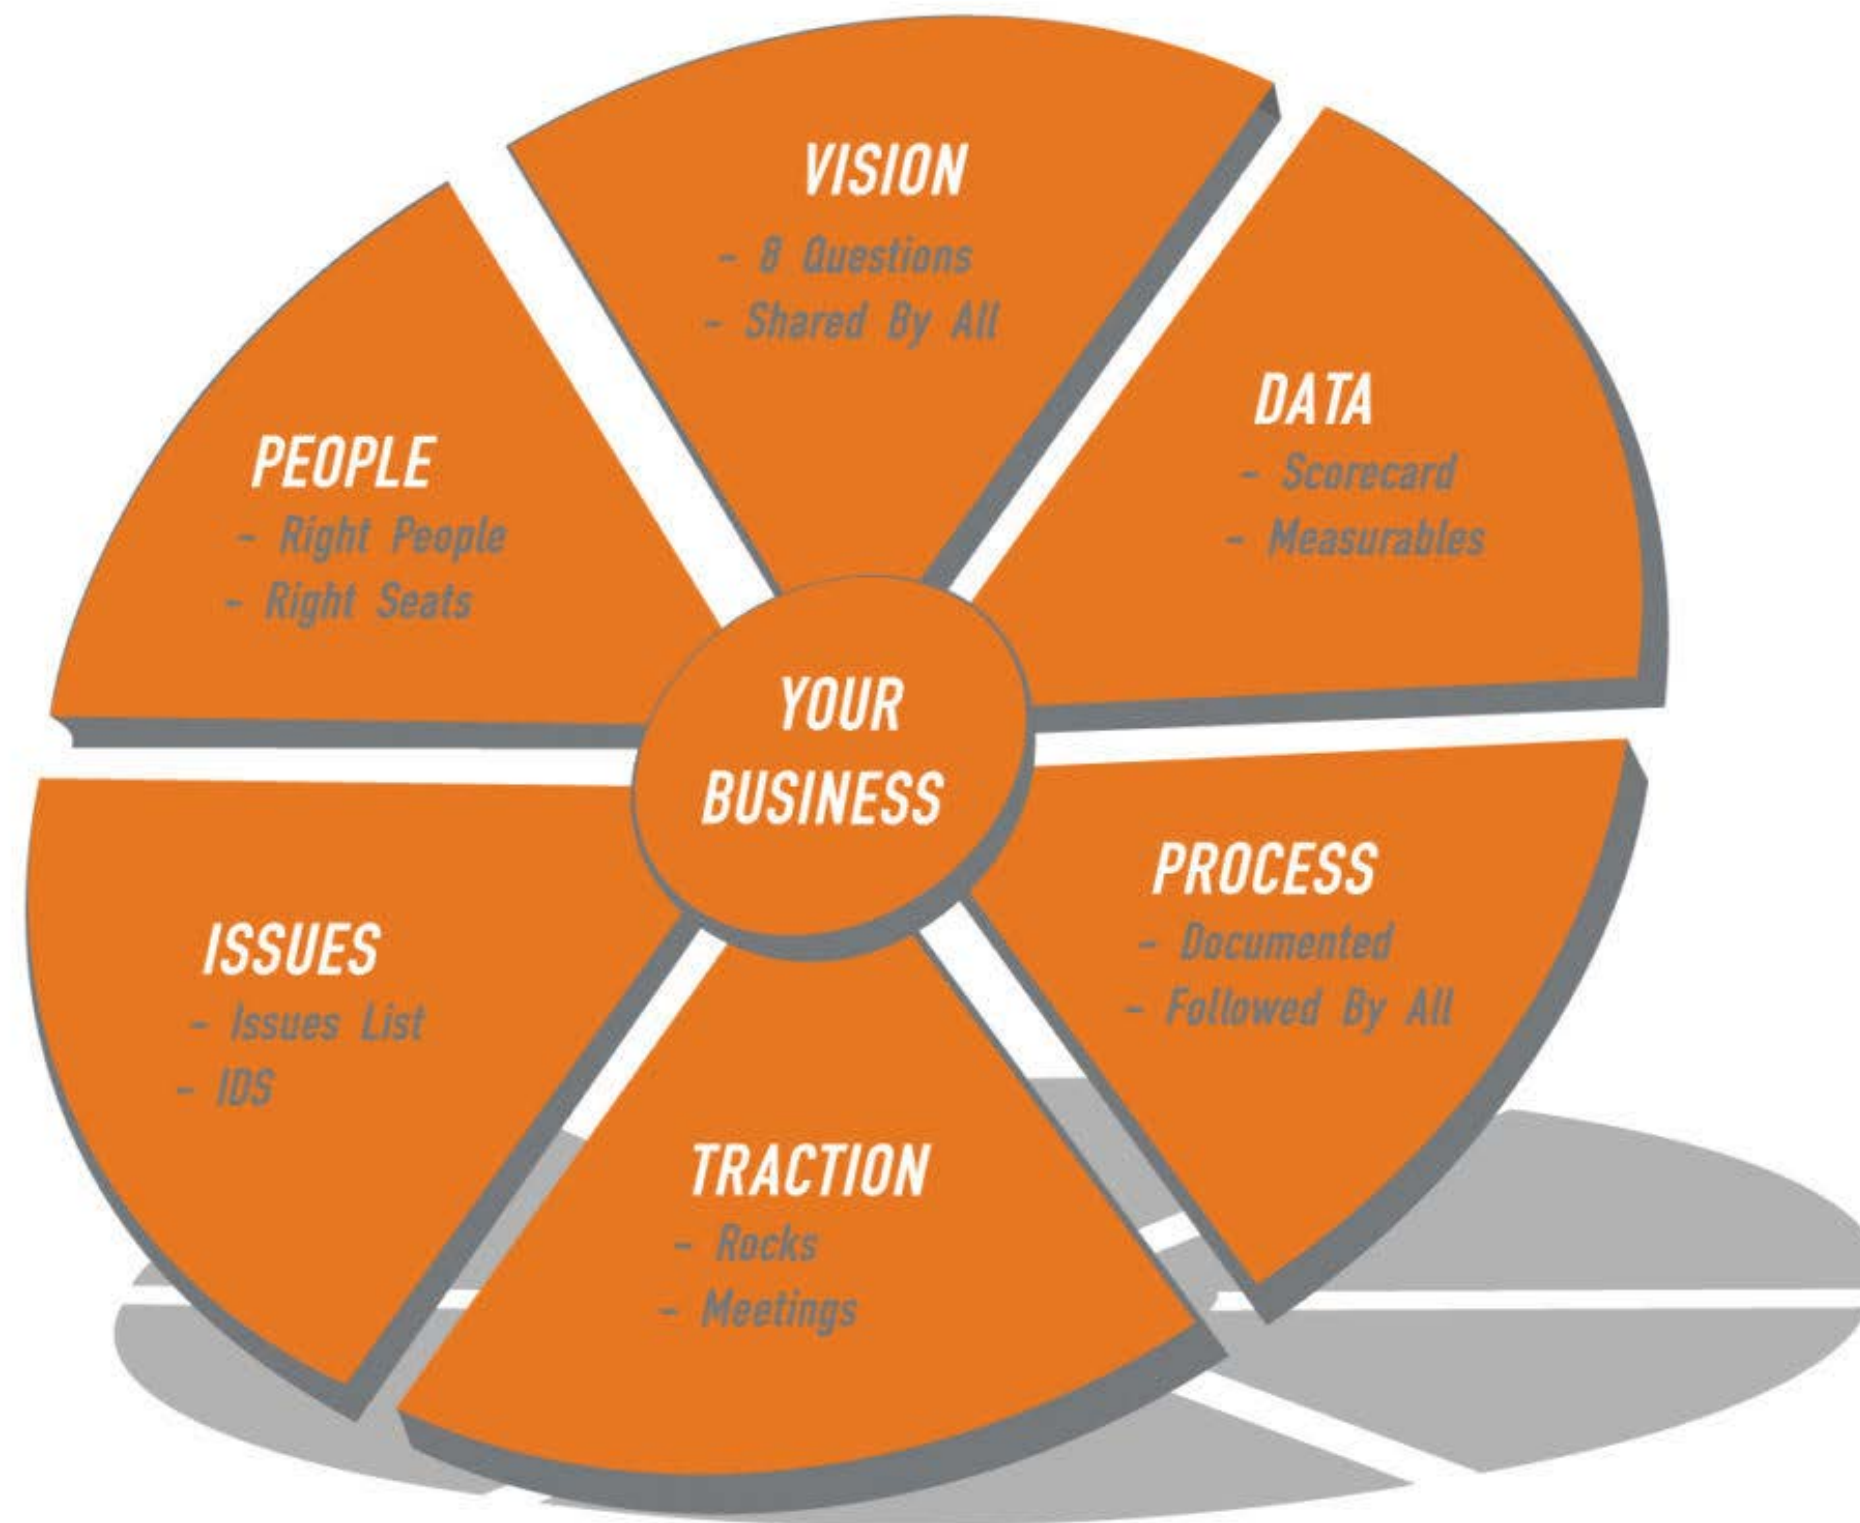 VISION
- 8 Questions
- Shared By All
DATA
- Scorecard
- Measurables
PEOPLE
- Right People
- Right Seats
YOUR
BUSINESS
PROCESS
- Documented
- Followed By All
ISSUES
- Issues List
- IDS
TRACTION
- Rocks
- Meetings